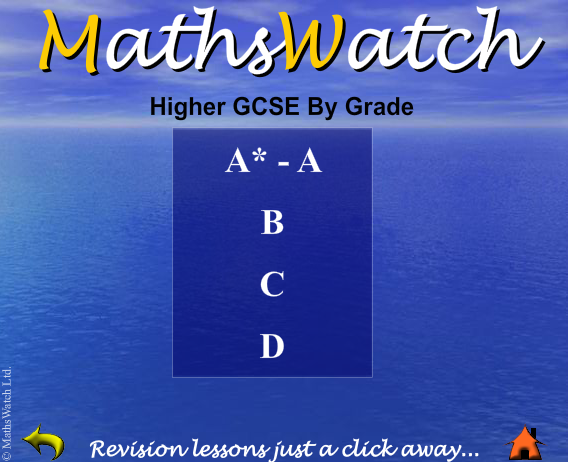 MathsWatch
Higher GCSE By Grade
A* - A
B
C
D
© MathsWatch Ltd.
Revision lessons just a click away...